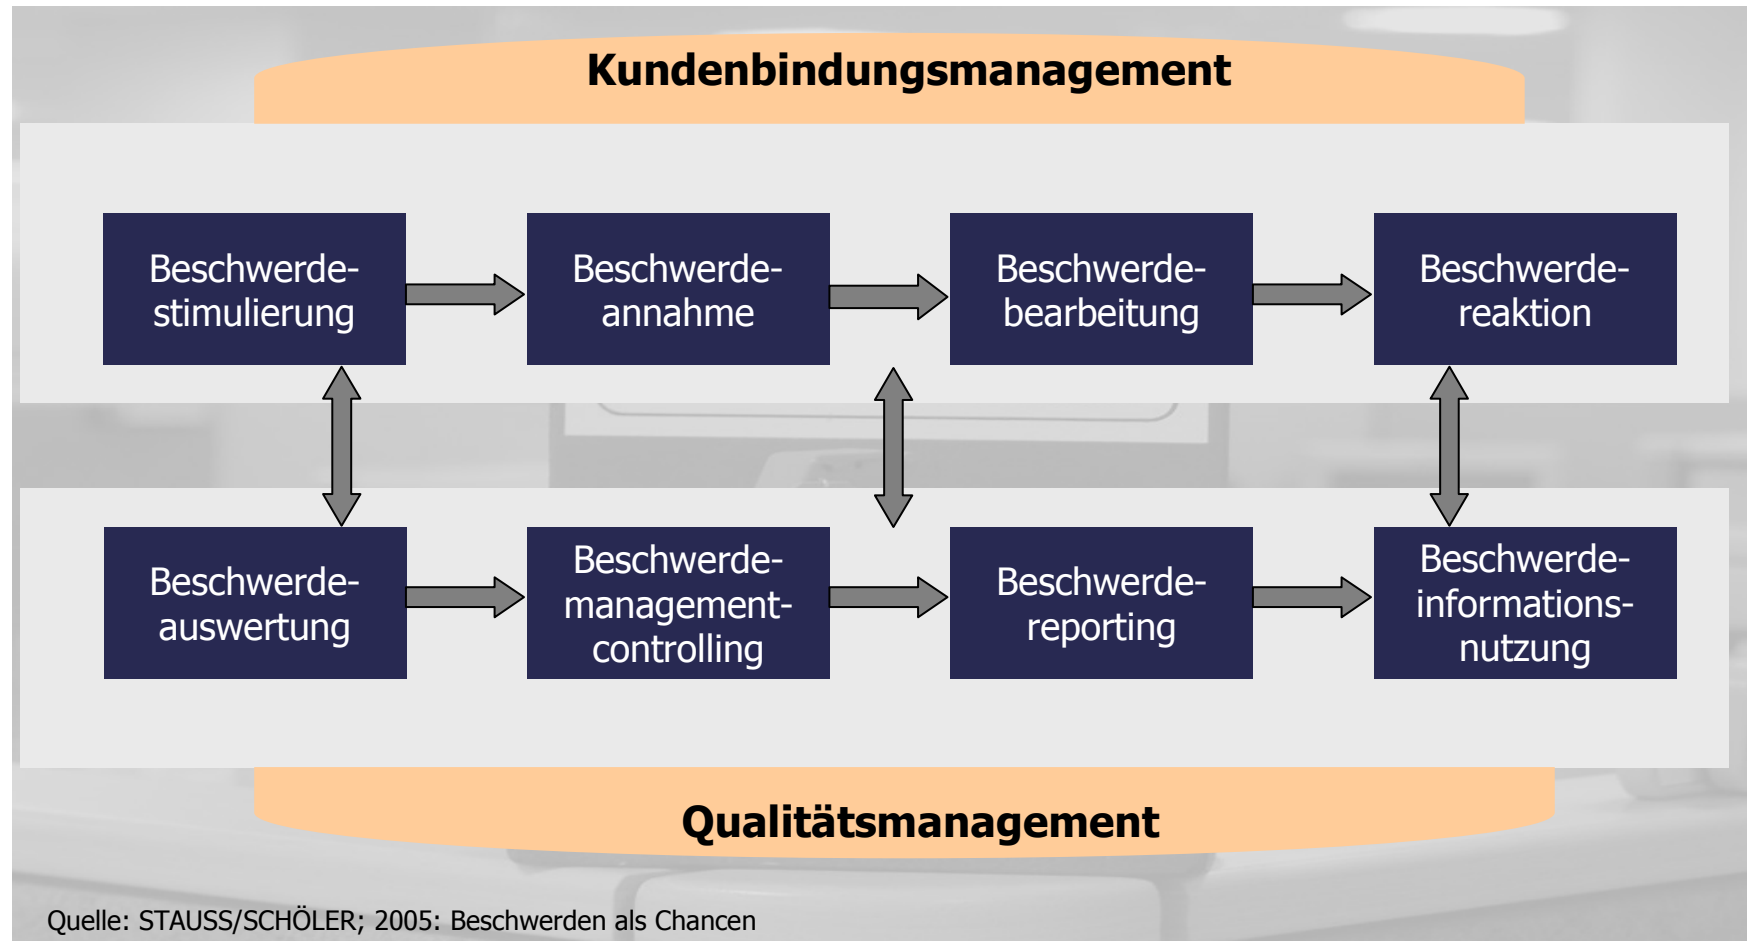 Kundenbindungsmanagement
Beschwerde-
stimulierung
Beschwerde-
annahme
Beschwerde-
bearbeitung
Beschwerde-
reaktion
Beschwerde-
auswertung
Beschwerde-
management-
controlling
Beschwerde-
reporting
Beschwerde-
informations-
nutzung
Qualitätsmanagement
Quelle: STAUSS/SCHÖLER; 2005: Beschwerden als Chancen